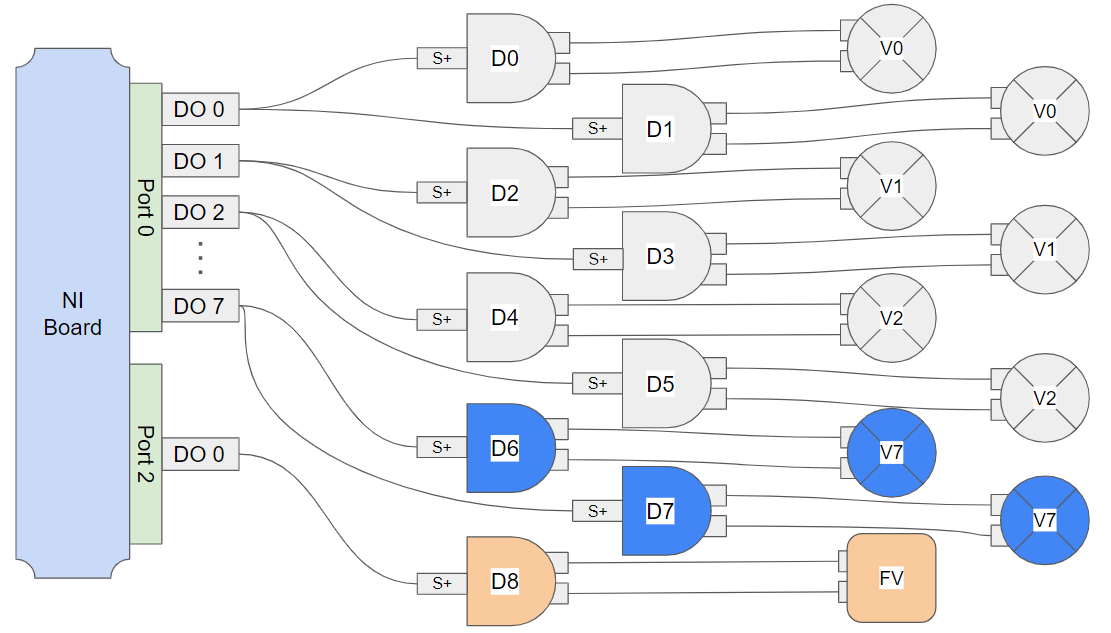 NI
Board
Port 0
DO 0
DO 1
DO 2
DO 7
Port 2
DO 0
S+
D0
V0
S+
D1
V0
S+
D2
V1
S+
D3
V1
S+
D4
V2
S+
D5
V2
S+
D6
V7
S+
D7
V7
S+
D8
FV